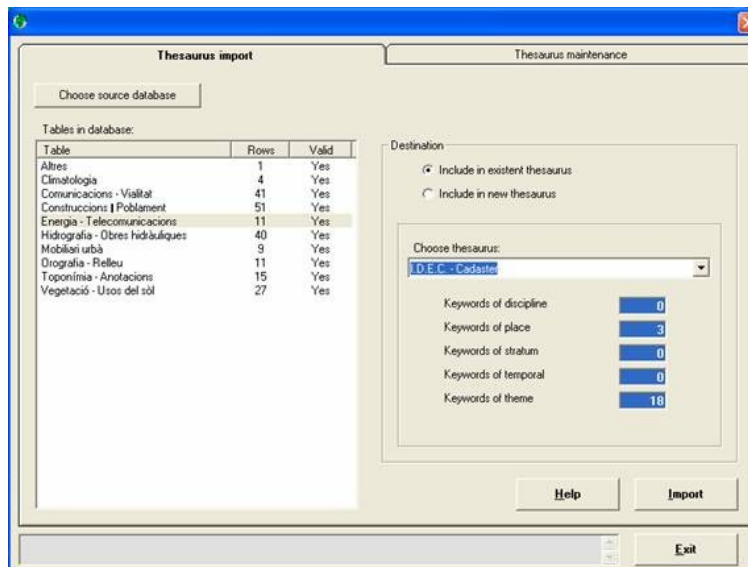 Thesaurus import Thesaurus maintenance
Choose source database
Tables in database:
Table Rows Valid
Altres 1 Yes
Climatologia 4 Yes
Comunicacions - Vialitat 41 Yes
Construccions | Poblament 51 Yes
Energia - Telecomunicacions 11 Yes
Hidrografia - Obres hidràuliques 40 Yes
Mobiliari urbà 9 Yes
Orografia - Relleu 11 Yes
Toponímia - Anotacions 15 Yes
Vegetació - Usos del sòl 27 Yes
Destination
Include in existent thesaurus
Include in new thesaurus
Choose thesaurus:
I.D.E.C. - Cadaster
Keywords of discipline 0
Keywords of place 3
Keywords of stratum 0
Keywords of temporal 0
Keywords of theme 18
Help Import
Exit